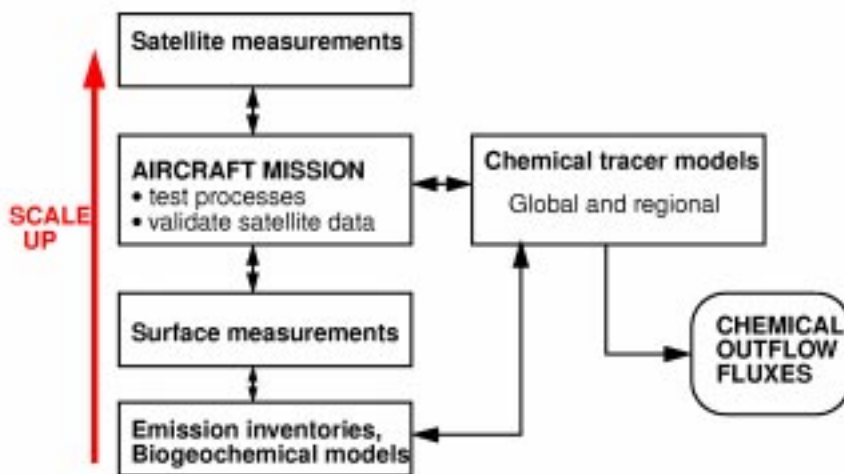 Satellite measurements
AIRCRAFT MISSION
• test processes
• validate satellite data
Chemical tracer models
Global and regional
SCALE
UP
Surface measurements
CHEMICAL
OUTFLOW
FLUXES
Emission inventories,
Biogeochemical models